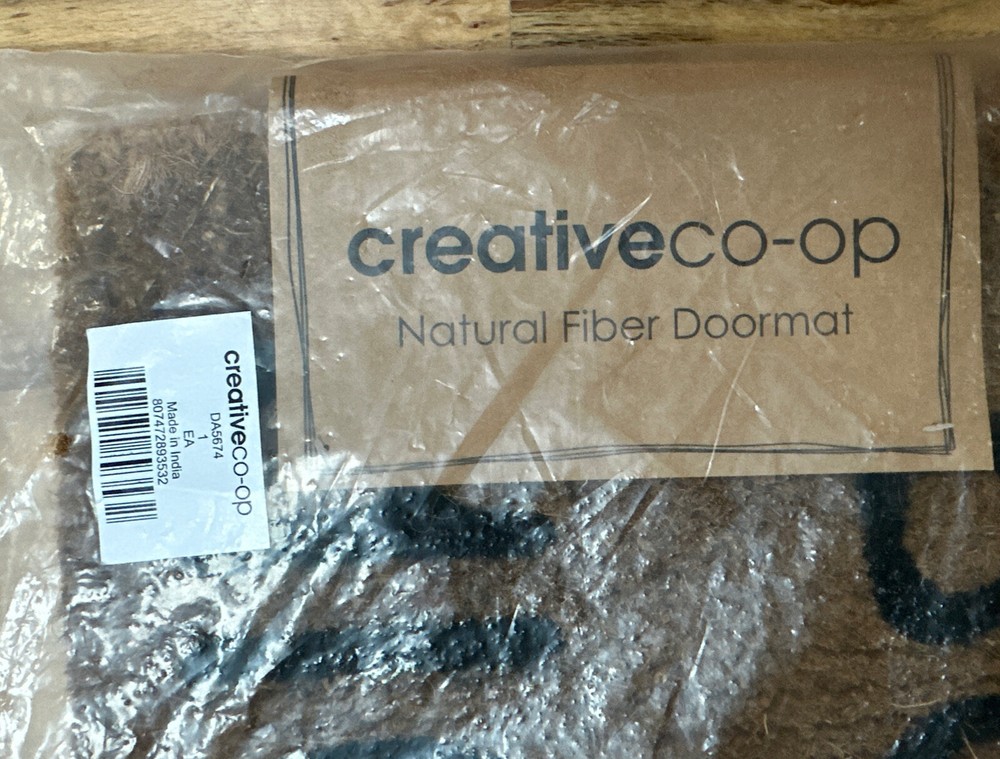 creativeco-op
Natural Fiber Doormat
creativeco-op
DA5674
1
EA
Made in India
807472893532